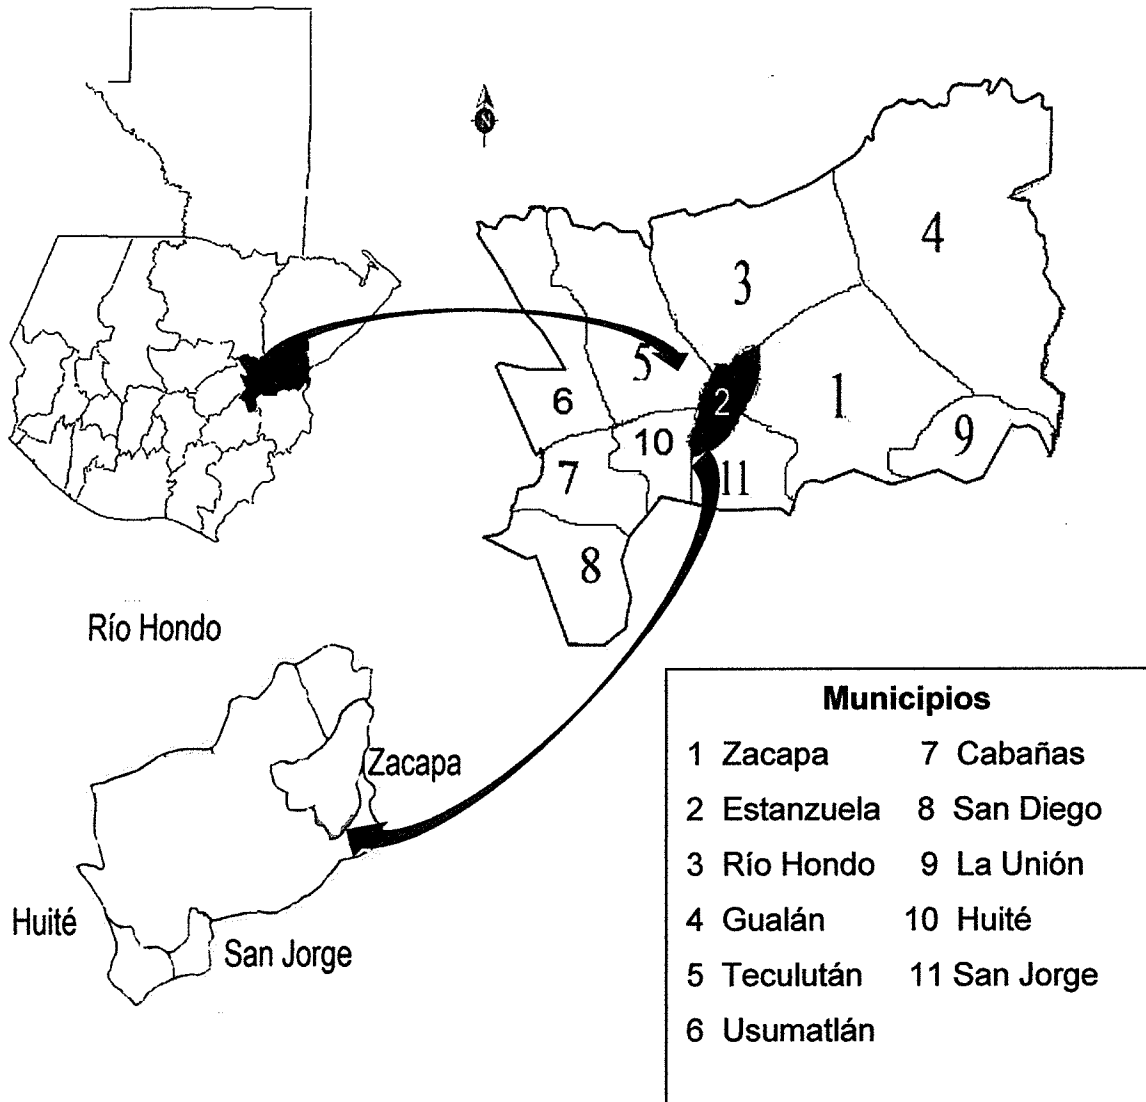 N
4
3
5
2
1
6
10
9
7
11
8
Río Hondo
Zacapa
Huité
San Jorge
Municipios
1 Zacapa 7 Cabañas
2 Estanzuela 8 San Diego
3 Río Hondo 9 La Unión
4 Gualán 10 Huité
5 Teculután 11 San Jorge
6 Usumatlán